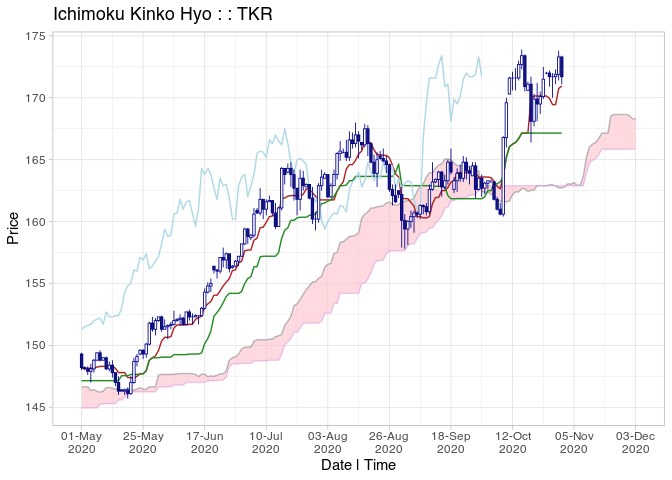 Ichimoku Kinko Hyo : : TKR
175
170
165
160
155
150
145
Price
01-May 25-May 17-Jun 10-Jul 03-Aug 26-Aug 18-Sep 12-Oct 05-Nov 03-Dec
2020 2020 2020 2020 2020 2020 2020 2020 2020 2020
Date | Time